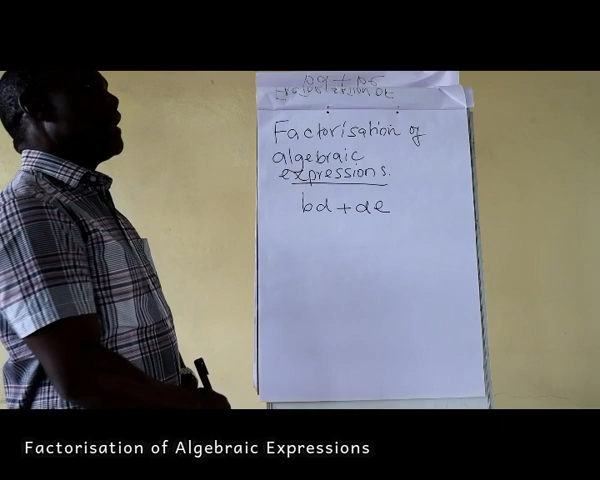 Factorisation of
algebraic
expressions.
bd + de
Factorisation of Algebraic Expressions